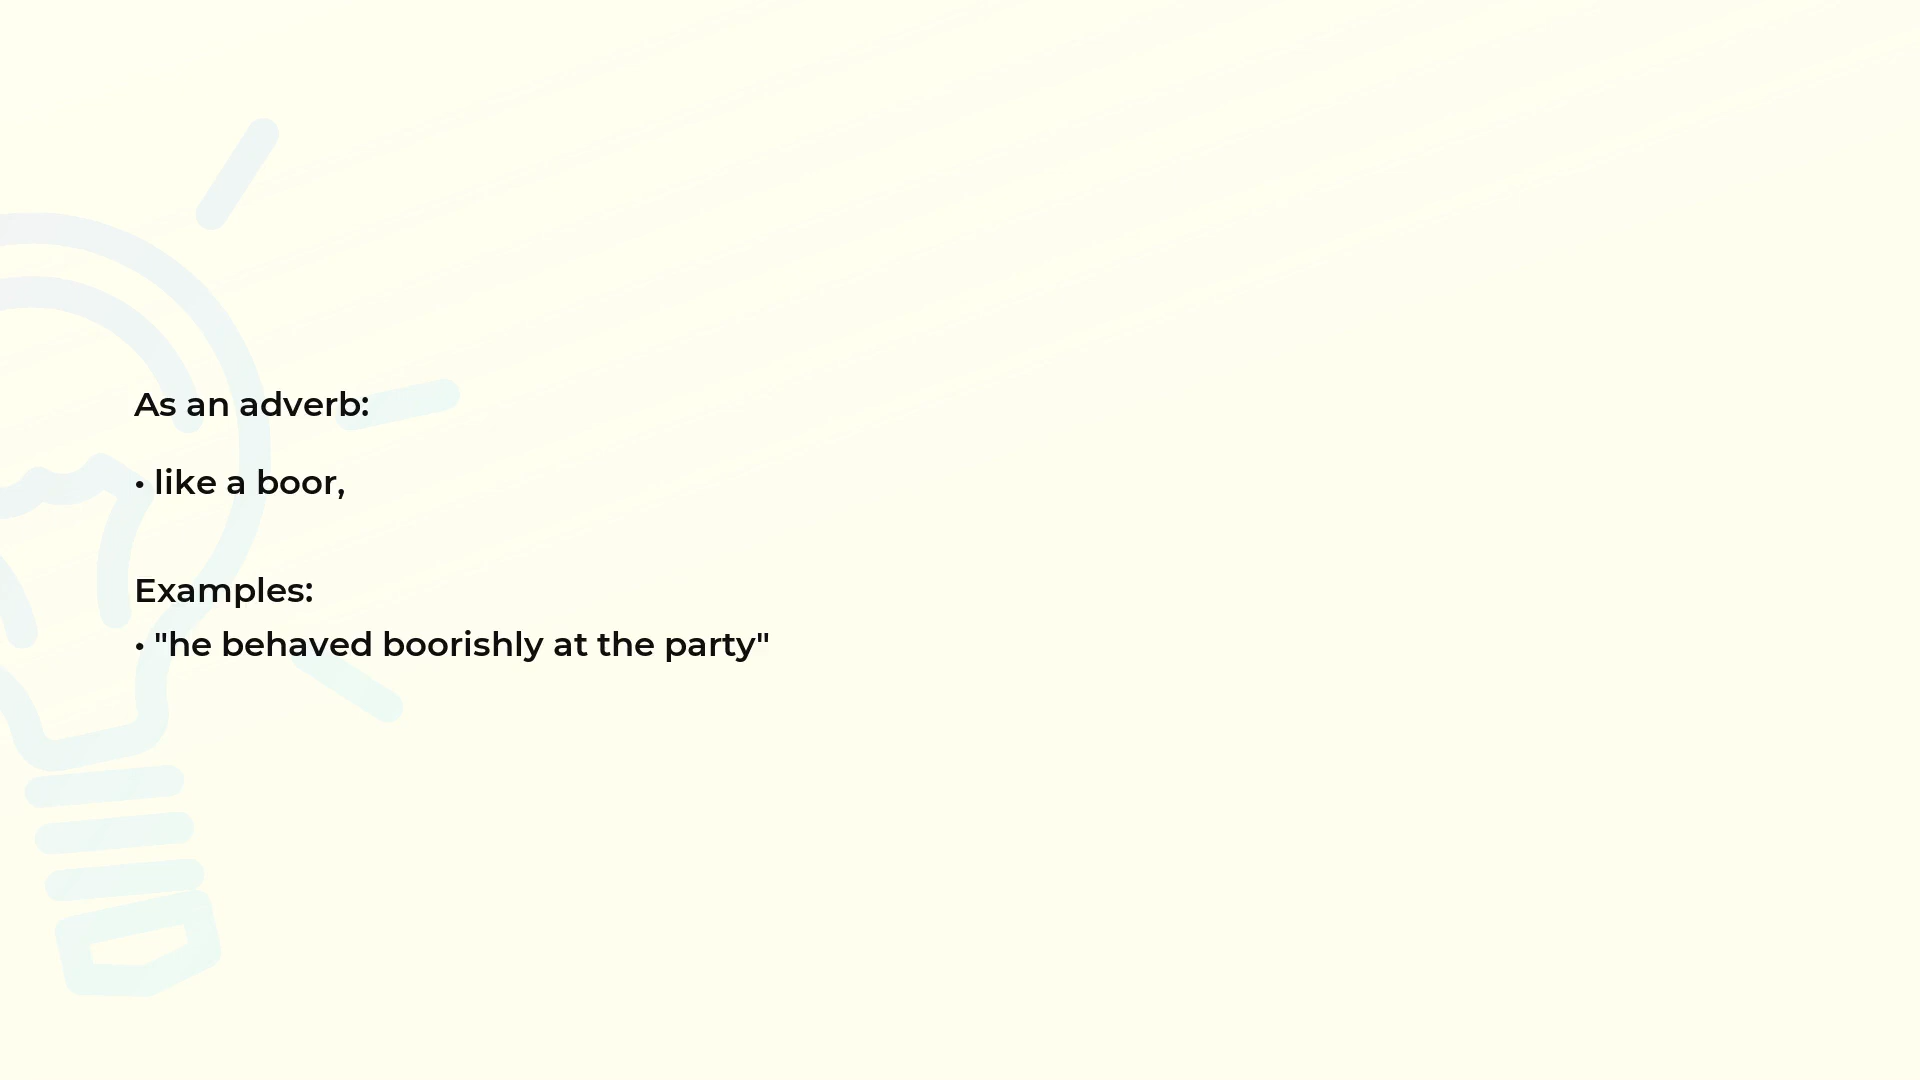 As an adverb:
• like a boor,
Examples:
• "he behaved boorishly at the party"